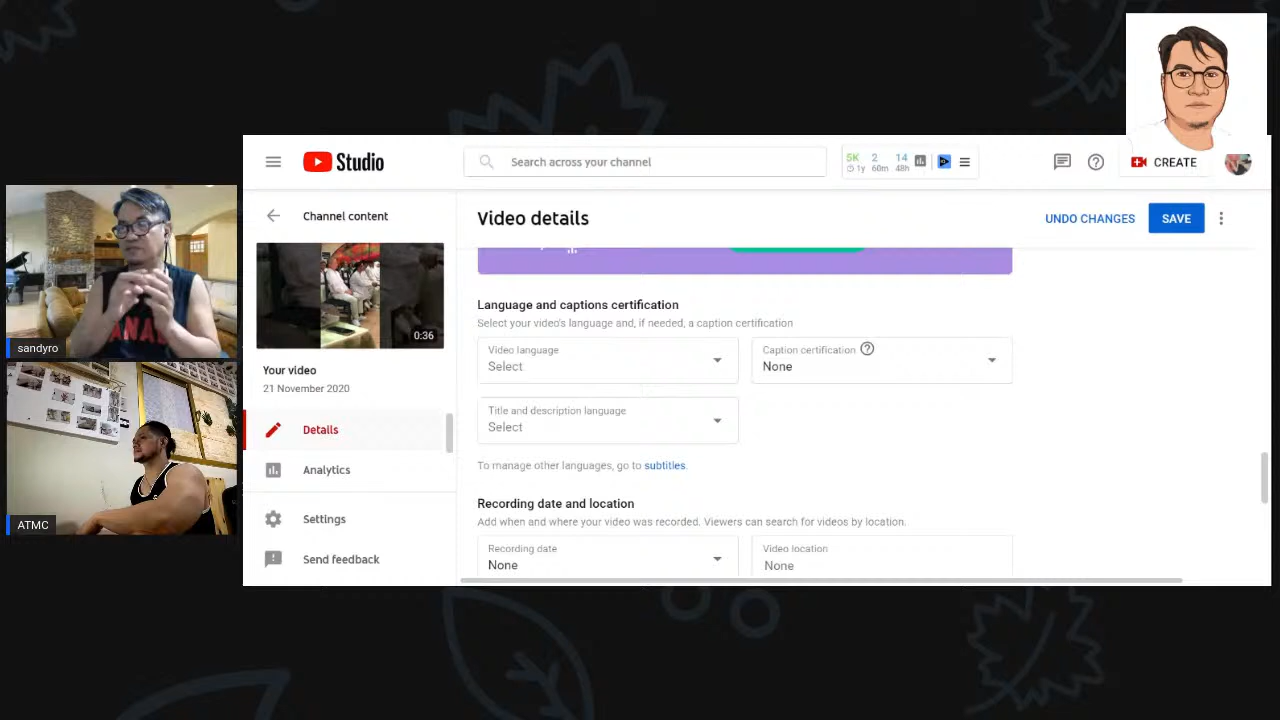 Studio
Search across your channel
5K 2 14
1y 60m 48h
CREATE
Channel content
Video details
UNDO CHANGES
SAVE
0:36
Your video
21 November 2020
Details
Analytics
Settings
Send feedback
Language and captions certification
Select your video's language and, if needed, a caption certification
Video language
Select
Caption certification
None
Title and description language
Select
To manage other languages, go to subtitles.
Recording date and location
Add when and where your video was recorded. Viewers can search for videos by location.
Recording date
None
Video location
None
sandyro
ATMC